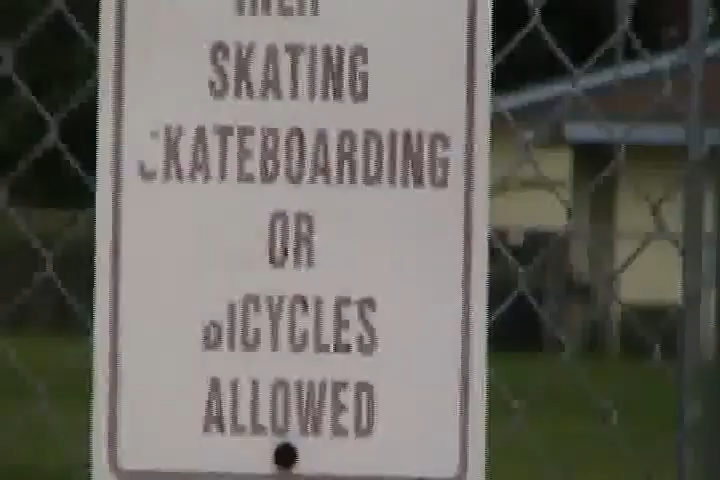 SKATING
SKATEBOARDING
OR
BICYCLES
ALLOWED